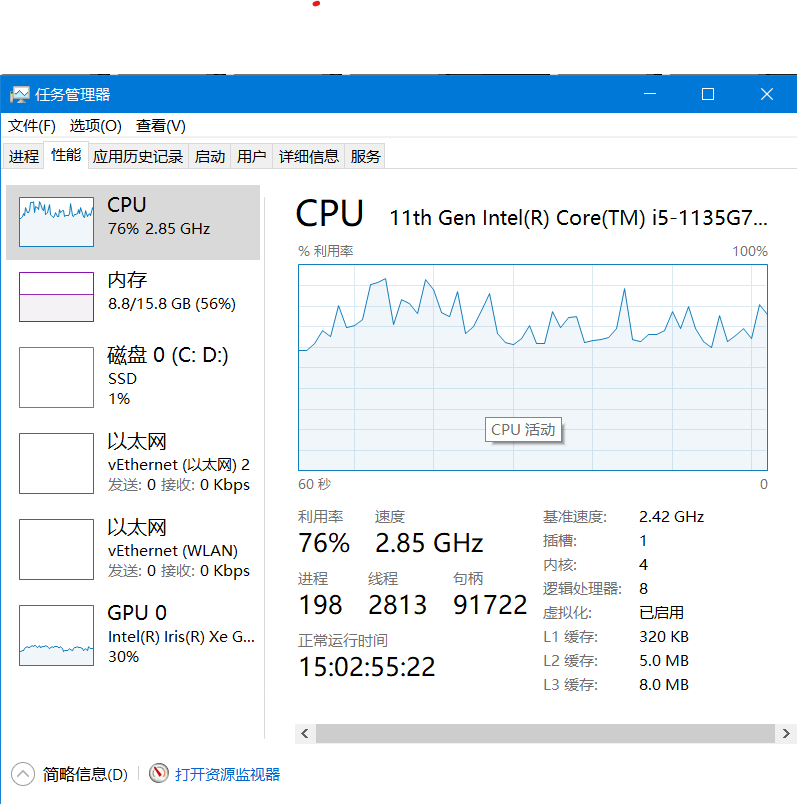 任务管理器
文件(F) 选项(O) 查看(V)
进程 性能 应用历史记录 启动 用户 详细信息 服务
CPU
76% 2.85 GHz
内存
8.8/15.8 GB (56%)
磁盘 0 (C: D:)
SSD
1%
以太网
vEthernet (以太网) 2
发送: 0 接收: 0 Kbps
以太网
vEthernet (WLAN)
发送: 0 接收: 0 Kbps
GPU 0
Intel(R) Iris(R) Xe G...
30%
CPU 11th Gen Intel(R) Core(TM) i5-1135G7...
% 利用率 100%
CPU 活动
60 秒 0
利用率 速度
76% 2.85 GHz
进程 线程 句柄
198 2813 91722
正常运行时间
15:02:55:22
基准速度: 2.42 GHz
插槽: 1
内核: 4
逻辑处理器: 8
虚拟化: 已启用
L1 缓存: 320 KB
L2 缓存: 5.0 MB
L3 缓存: 8.0 MB
简略信息(D) 打开资源监视器